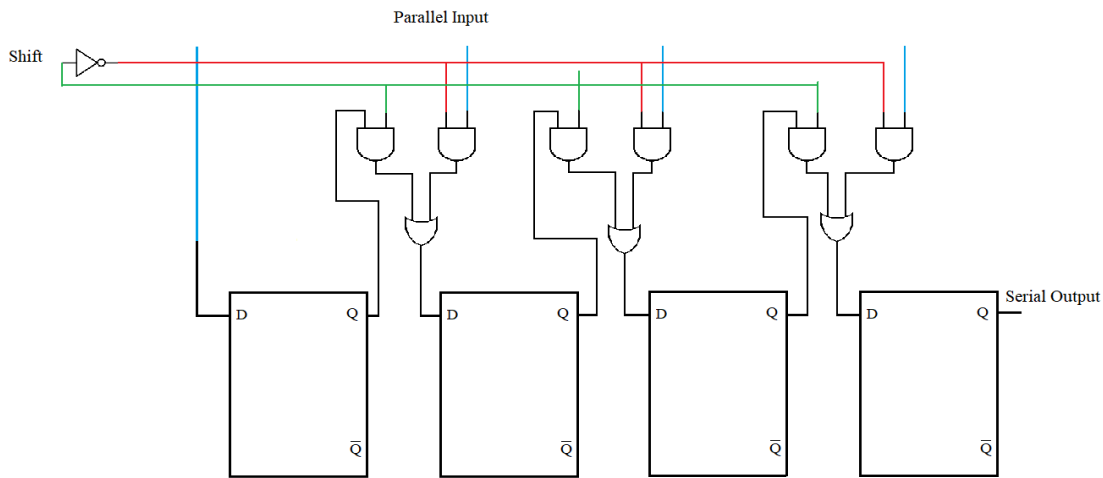 Parallel Input
Shift
Serial Output
D Q D Q D Q D Q
Q̅ Q̅ Q̅ Q̅